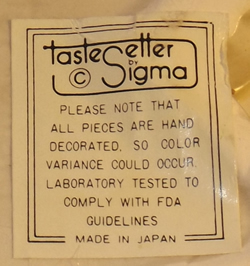 tasteSetter
by
© Sigma
PLEASE NOTE THAT
ALL PIECES ARE HAND
DECORATED, SO COLOR
VARIANCE COULD OCCUR.
LABORATORY TESTED TO
COMPLY WITH FDA
GUIDELINES
MADE IN JAPAN